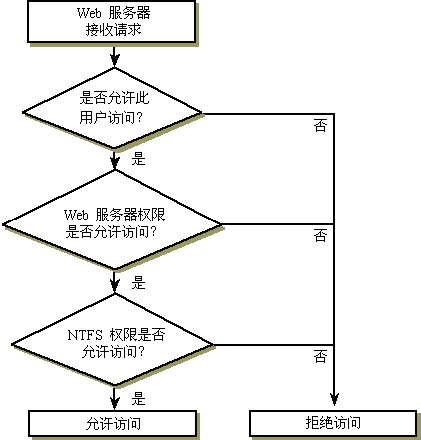 Web 服务器
接收请求
是否允许此
用户访问?
否
是
Web 服务器权限
是否允许访问?
否
是
NTFS 权限是否
允许访问?
否
是
允许访问
拒绝访问